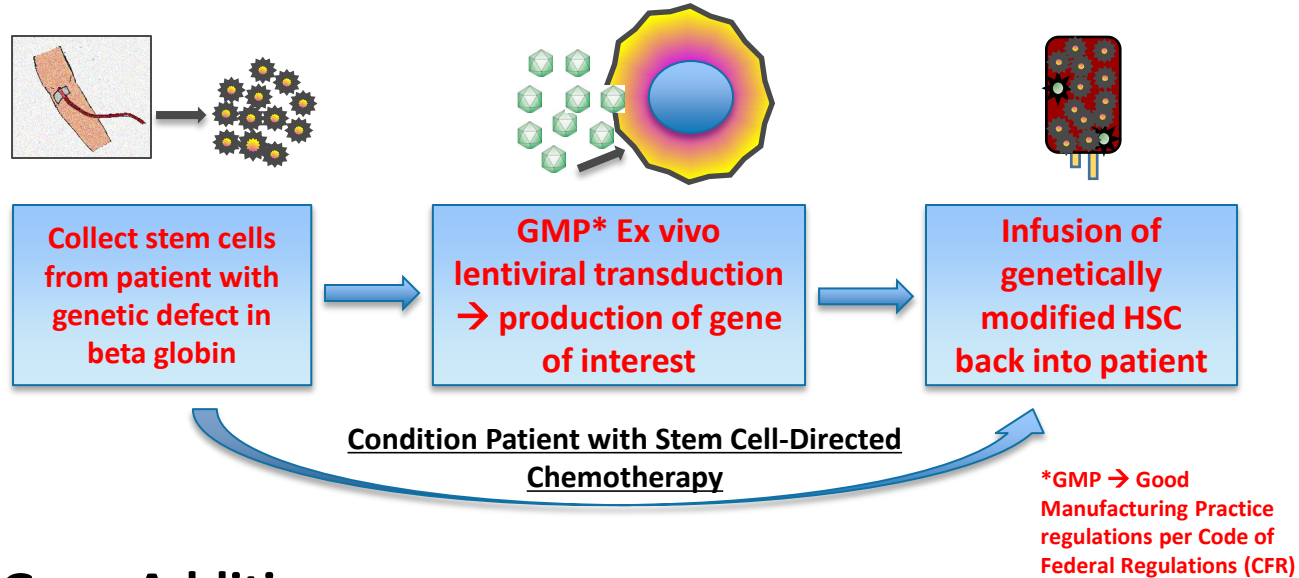 Collect stem cells
from patient with
genetic defect in
beta globin
GMP* Ex vivo
lentiviral transduction
→ production of gene
of interest
Infusion of
genetically
modified HSC
back into patient
Condition Patient with Stem Cell-Directed
Chemotherapy
*GMP → Good
Manufacturing Practice
regulations per Code of
Federal Regulations (CFR)